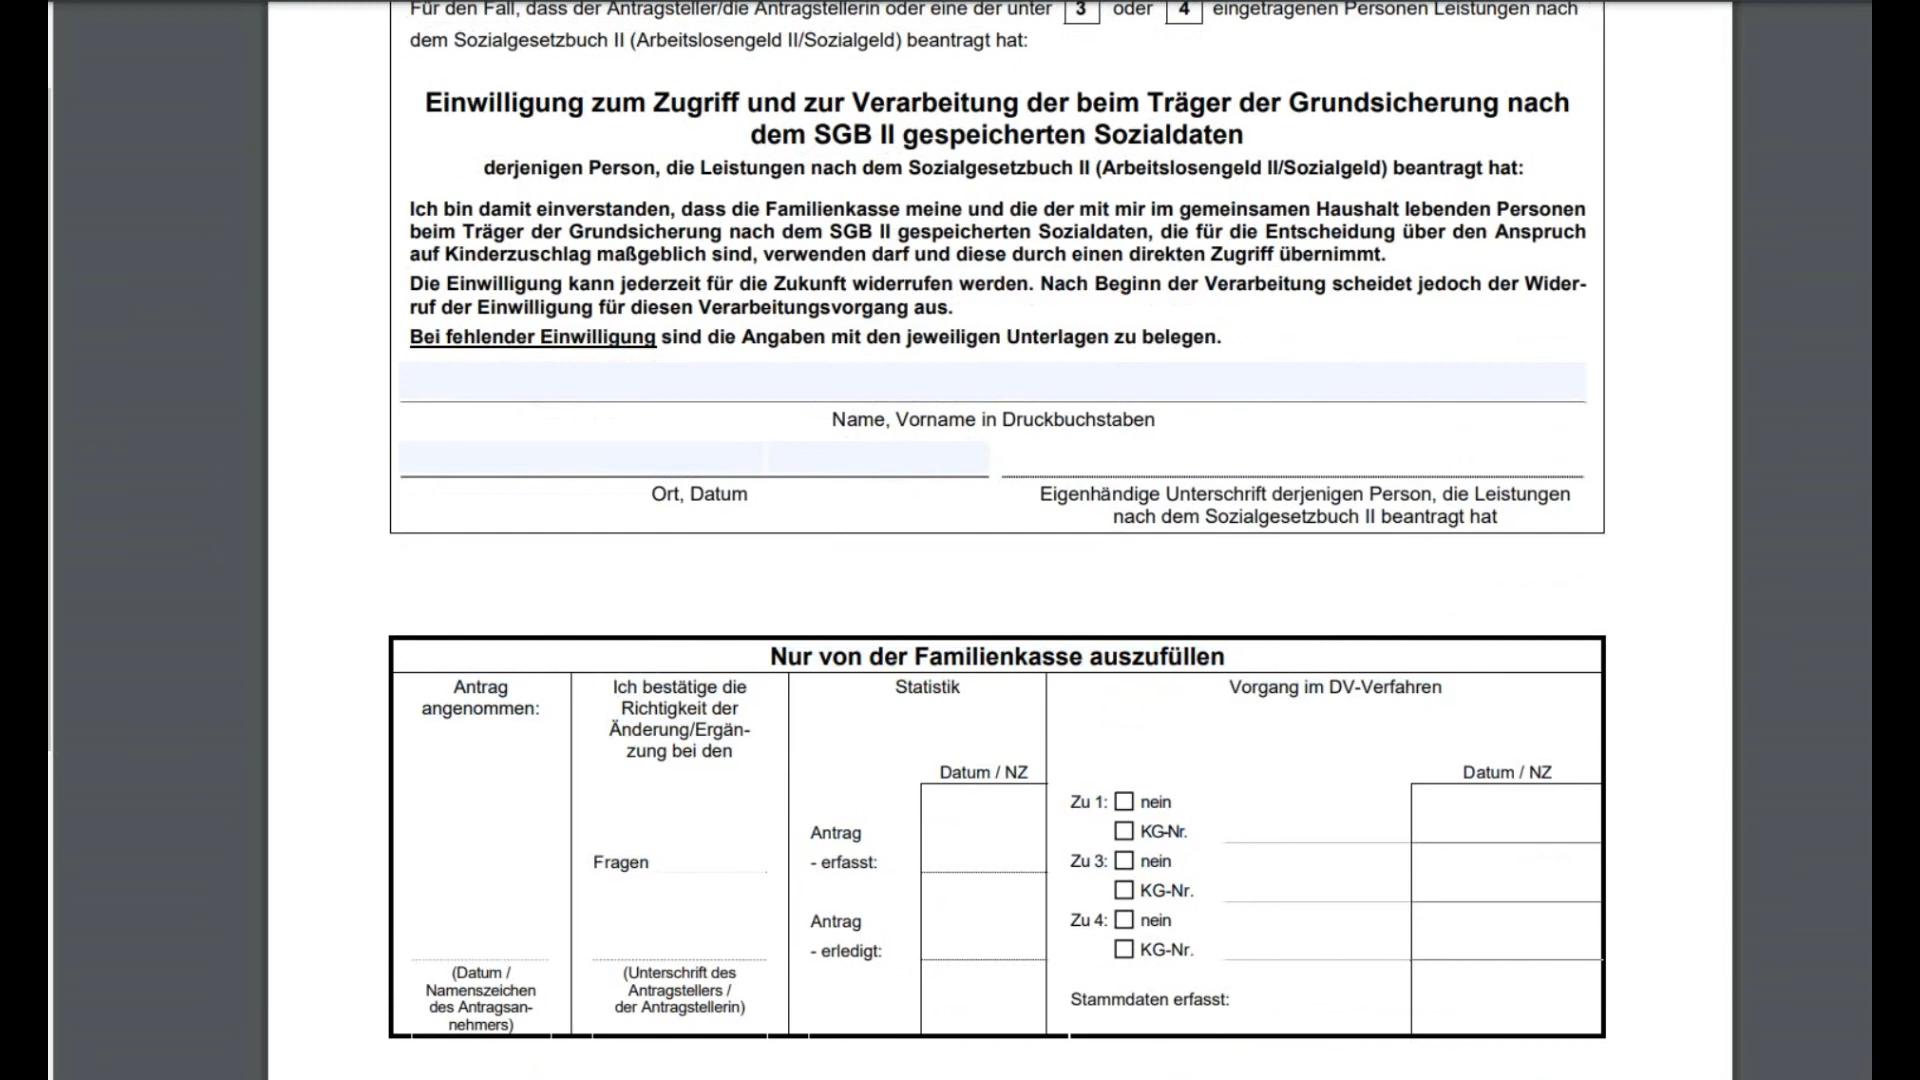 Für den Fall, dass der Antragsteller/die Antragstellerin oder eine der unter 3 oder 4 eingetragenen Personen Leistungen nach
dem Sozialgesetzbuch II (Arbeitslosengeld II/Sozialgeld) beantragt hat:
Einwilligung zum Zugriff und zur Verarbeitung der beim Träger der Grundsicherung nach
dem SGB II gespeicherten Sozialdaten
derjenigen Person, die Leistungen nach dem Sozialgesetzbuch II (Arbeitslosengeld II/Sozialgeld) beantragt hat:
Ich bin damit einverstanden, dass die Familienkasse meine und die der mit mir im gemeinsamen Haushalt lebenden Personen
beim Träger der Grundsicherung nach dem SGB II gespeicherten Sozialdaten, die für die Entscheidung über den Anspruch
auf Kinderzuschlag maßgeblich sind, verwenden darf und diese durch einen direkten Zugriff übernimmt.
Die Einwilligung kann jederzeit für die Zukunft widerrufen werden. Nach Beginn der Verarbeitung scheidet jedoch der Wider-
ruf der Einwilligung für diesen Verarbeitungsvorgang aus.
Bei fehlender Einwilligung sind die Angaben mit den jeweiligen Unterlagen zu belegen.
Name, Vorname in Druckbuchstaben
Ort, Datum
Eigenhändige Unterschrift derjenigen Person, die Leistungen
nach dem Sozialgesetzbuch II beantragt hat
Nur von der Familienkasse auszufüllen
Antrag
angenommen:
(Datum /
Namenszeichen
des Antragsan-
nehmers)
Ich bestätige die
Richtigkeit der
Änderung/Ergän-
zung bei den
Fragen
(Unterschrift des
Antragstellers /
der Antragstellerin)
Statistik
Datum / NZ
Antrag
- erfasst:
Antrag
- erledigt:
Vorgang im DV-Verfahren
Datum / NZ
Zu 1: nein
KG-Nr.
Zu 3: nein
KG-Nr.
Zu 4: nein
KG-Nr.
Stammdaten erfasst: